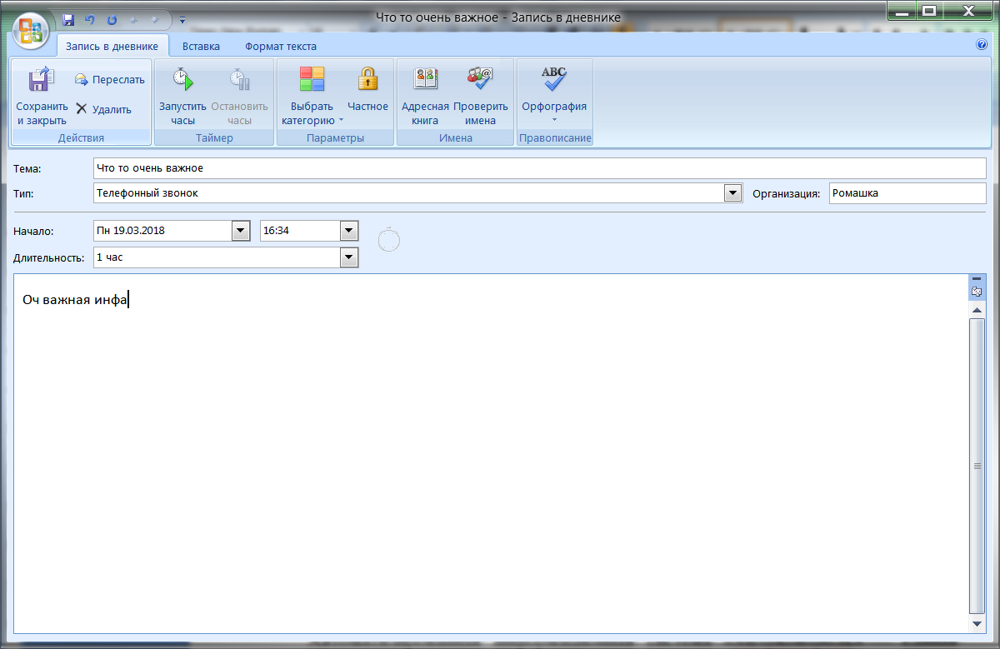 Что то очень важное - Запись в дневнике
Запись в дневнике Вставка Формат текста
Сохранить и закрыть
Переслать
Удалить
Действия
Запустить часы
Остановить часы
Таймер
Выбрать категорию
Частное
Параметры
Адресная книга
Проверить имена
Имена
ABC
Орфография
Правописание
Тема: Что то очень важное
Тип: Телефонный звонок Организация: Ромашка
Начало: Пн 19.03.2018 16:34
Длительность: 1 час
Оч важная инфа